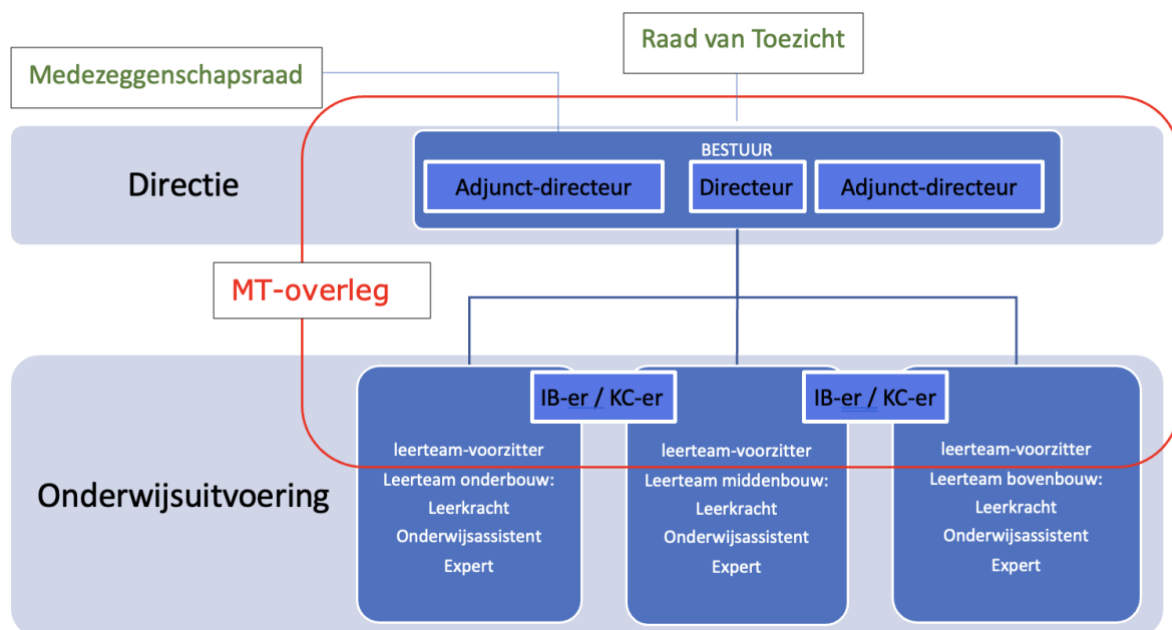 Raad van Toezicht
Medezeggenschapsraad
BESTUUR
Directie
Adjunct-directeur
Directeur
Adjunct-directeur
MT-overleg
IB-er / KC-er
IB-er / KC-er
Onderwijsuitvoering
leerteam-voorzitter
Leerteam onderbouw:
Leerkracht
Onderwijsassistent
Expert
leerteam-voorzitter
Leerteam middenbouw:
Leerkracht
Onderwijsassistent
Expert
leerteam-voorzitter
Leerteam bovenbouw:
Leerkracht
Onderwijsassistent
Expert